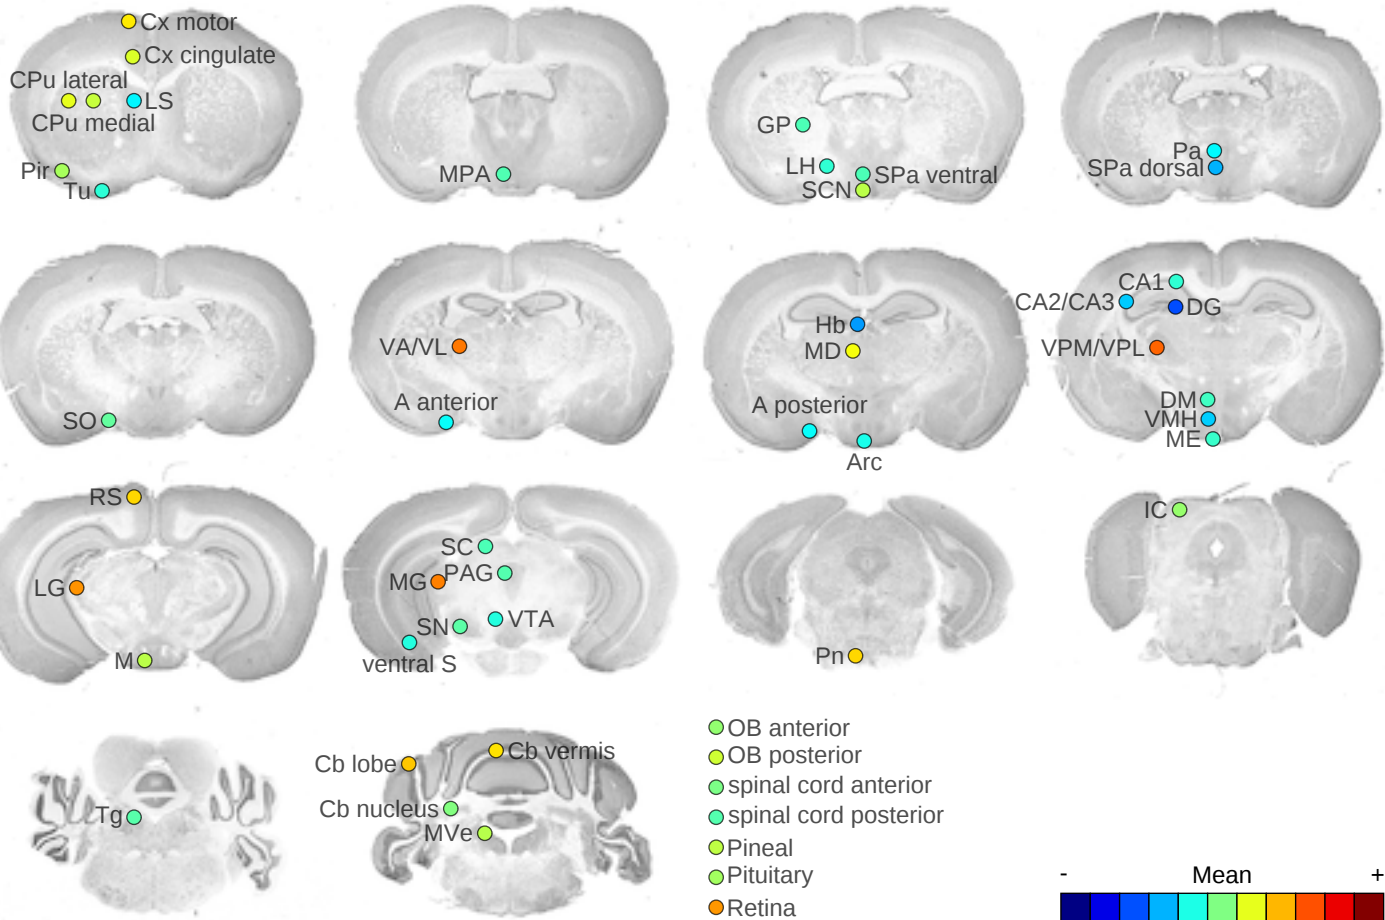 Cx motor
Cx cingulate
CPu lateral
LS
CPu medial
Pir
Tu
MPA
GP
LH
SPa ventral
SCN
Pa
SPa dorsal
SO
VA/VL
A anterior
Hb
MD
A posterior
Arc
CA1
CA2/CA3
DG
VPM/VPL
DM
VMH
ME
RS
LG
M
SC
MG
PAG
SN
VTA
ventral S
Pn
IC
Tg
Cb lobe
Cb vermis
Cb nucleus
MVe
OB anterior
OB posterior
spinal cord anterior
spinal cord posterior
Pineal
Pituitary
Retina
- Mean +